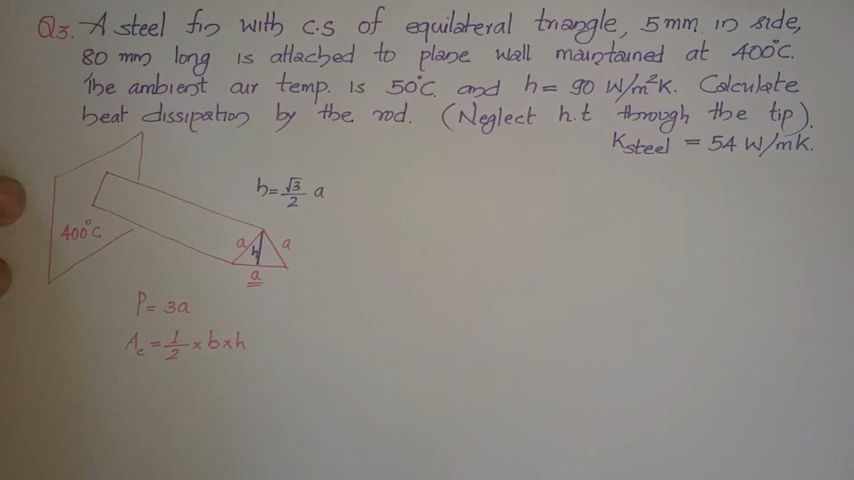 Q3. A steel fin with c.s of equilateral triangle, 5mm in side,
80 mm long is attached to plane wall maintained at 400°C.
The ambient air temp. is 50°C and h = 90 W/m²K. Calculate
heat dissipation by the rod. (Neglect h.t through the tip).
Ksteel = 54 W/mK.
h = √3/2 a
400°C
a h a
a
P = 3a
Ac = 1/2 × b × h